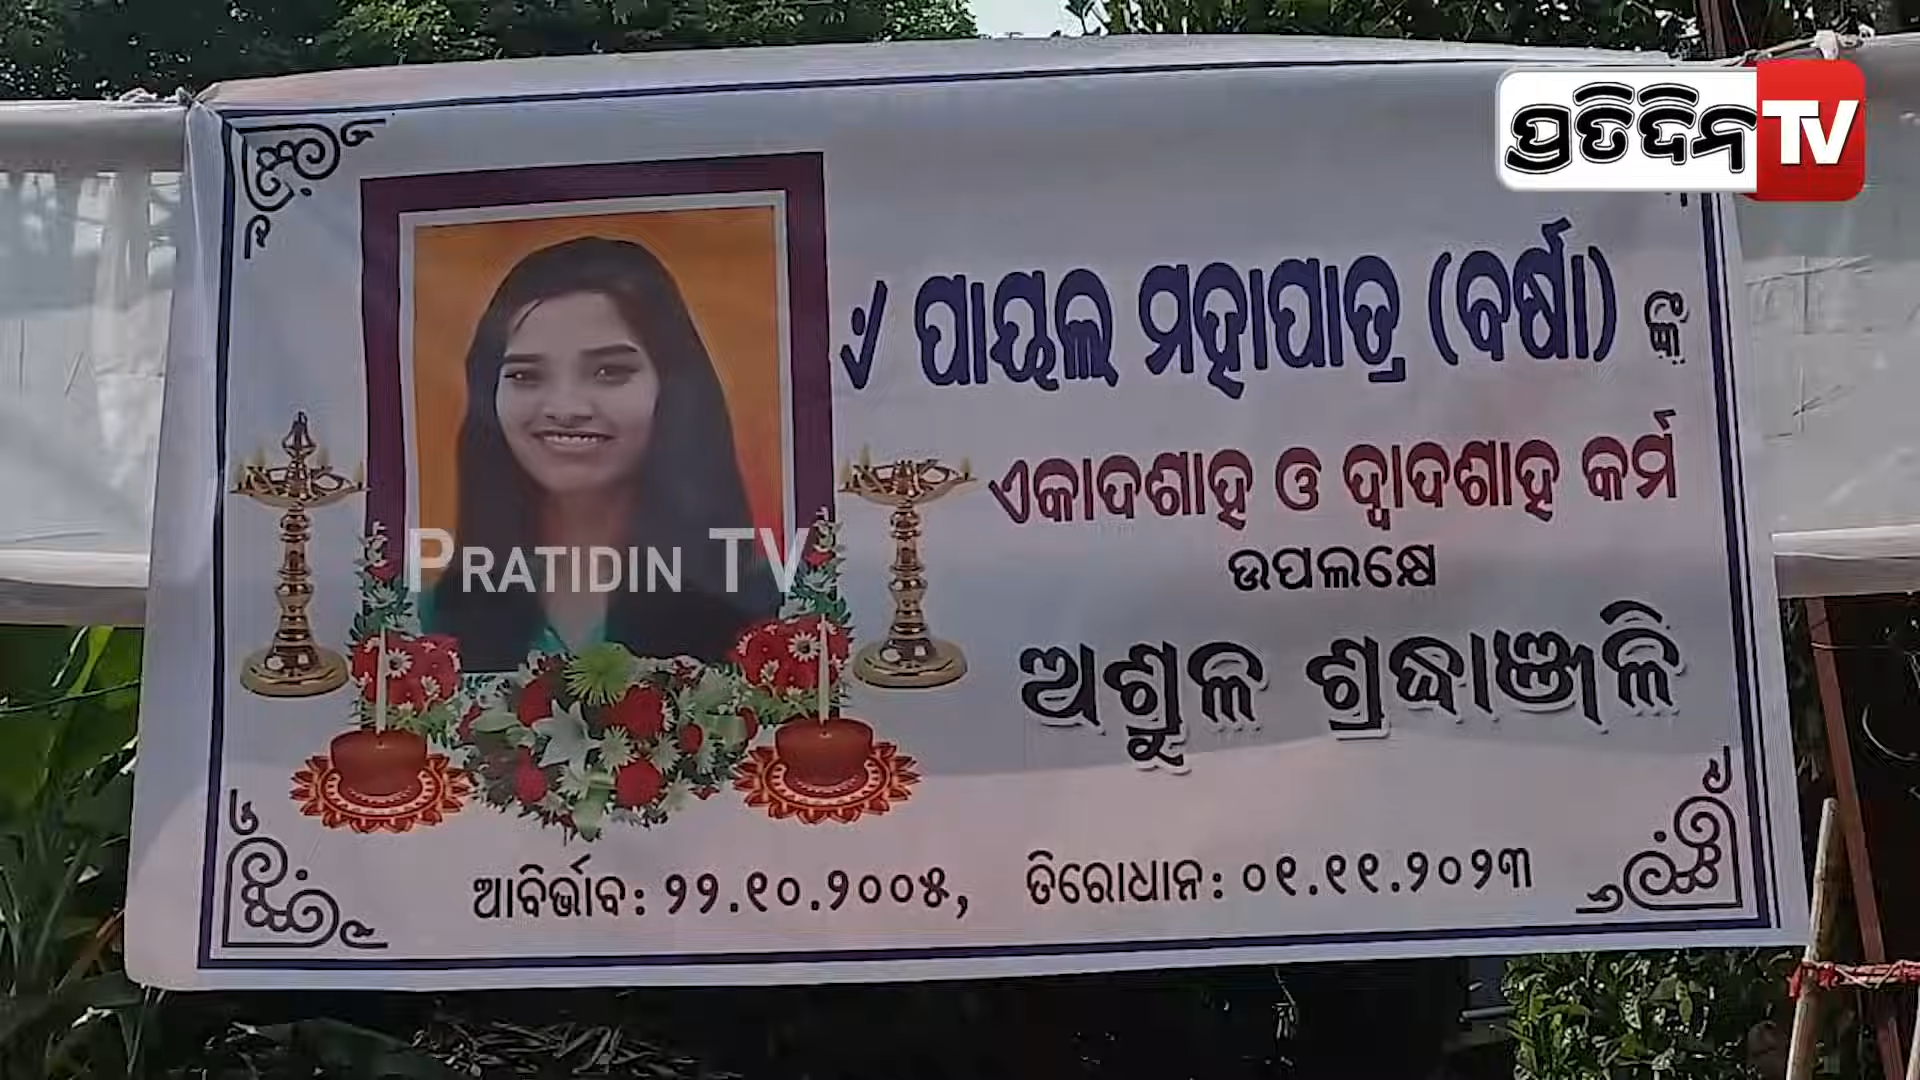 ପ୍ରତିଦିନ TV
୰ ପାୟଲ ମହାପାତ୍ର (ବର୍ଷା) ଙ୍କ
ଏକାଦଶାହ ଓ ଦ୍ୱାଦଶାହ କର୍ମ
ଉପଲକ୍ଷେ
PRATIDIN TV
ଅଶ୍ରୁଳ ଶ୍ରଦ୍ଧାଞ୍ଜଳି
ଆବିର୍ଭାବ: ୨୨.୧୦.୨୦୦୫, ତିରୋଧାନ: ୦୧.୧୧.୨୦୨୩